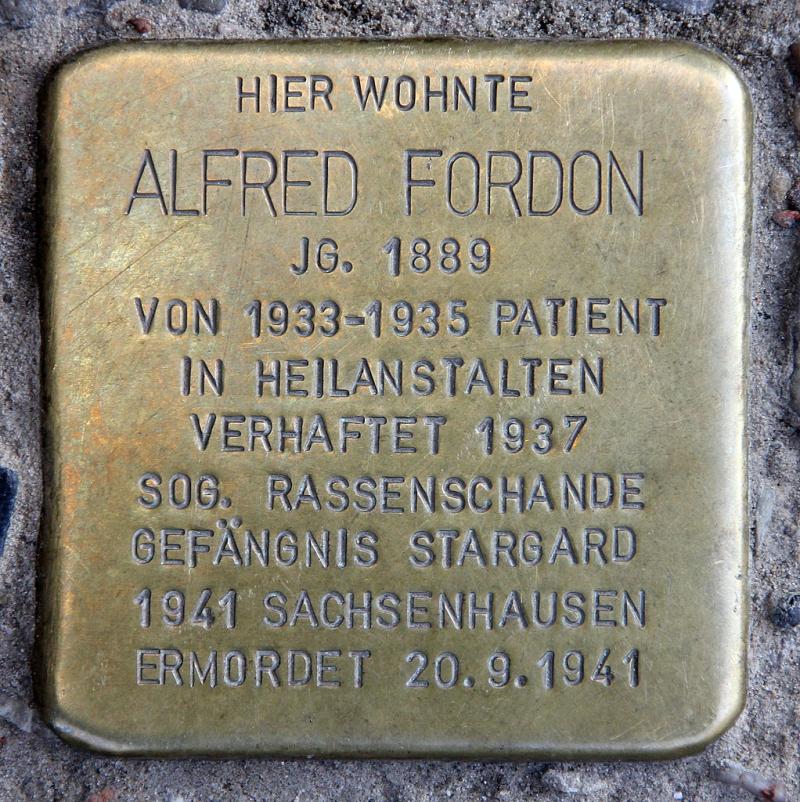 HIER WOHNTE
ALFRED FORDON
JG. 1889
VON 1933-1935 PATIENT
IN HEILANSTALTEN
VERHAFTET 1937
SOG. RASSENSCHANDE
GEFÄNGNIS STARGARD
1941 SACHSENHAUSEN
ERMORDET 20.9.1941